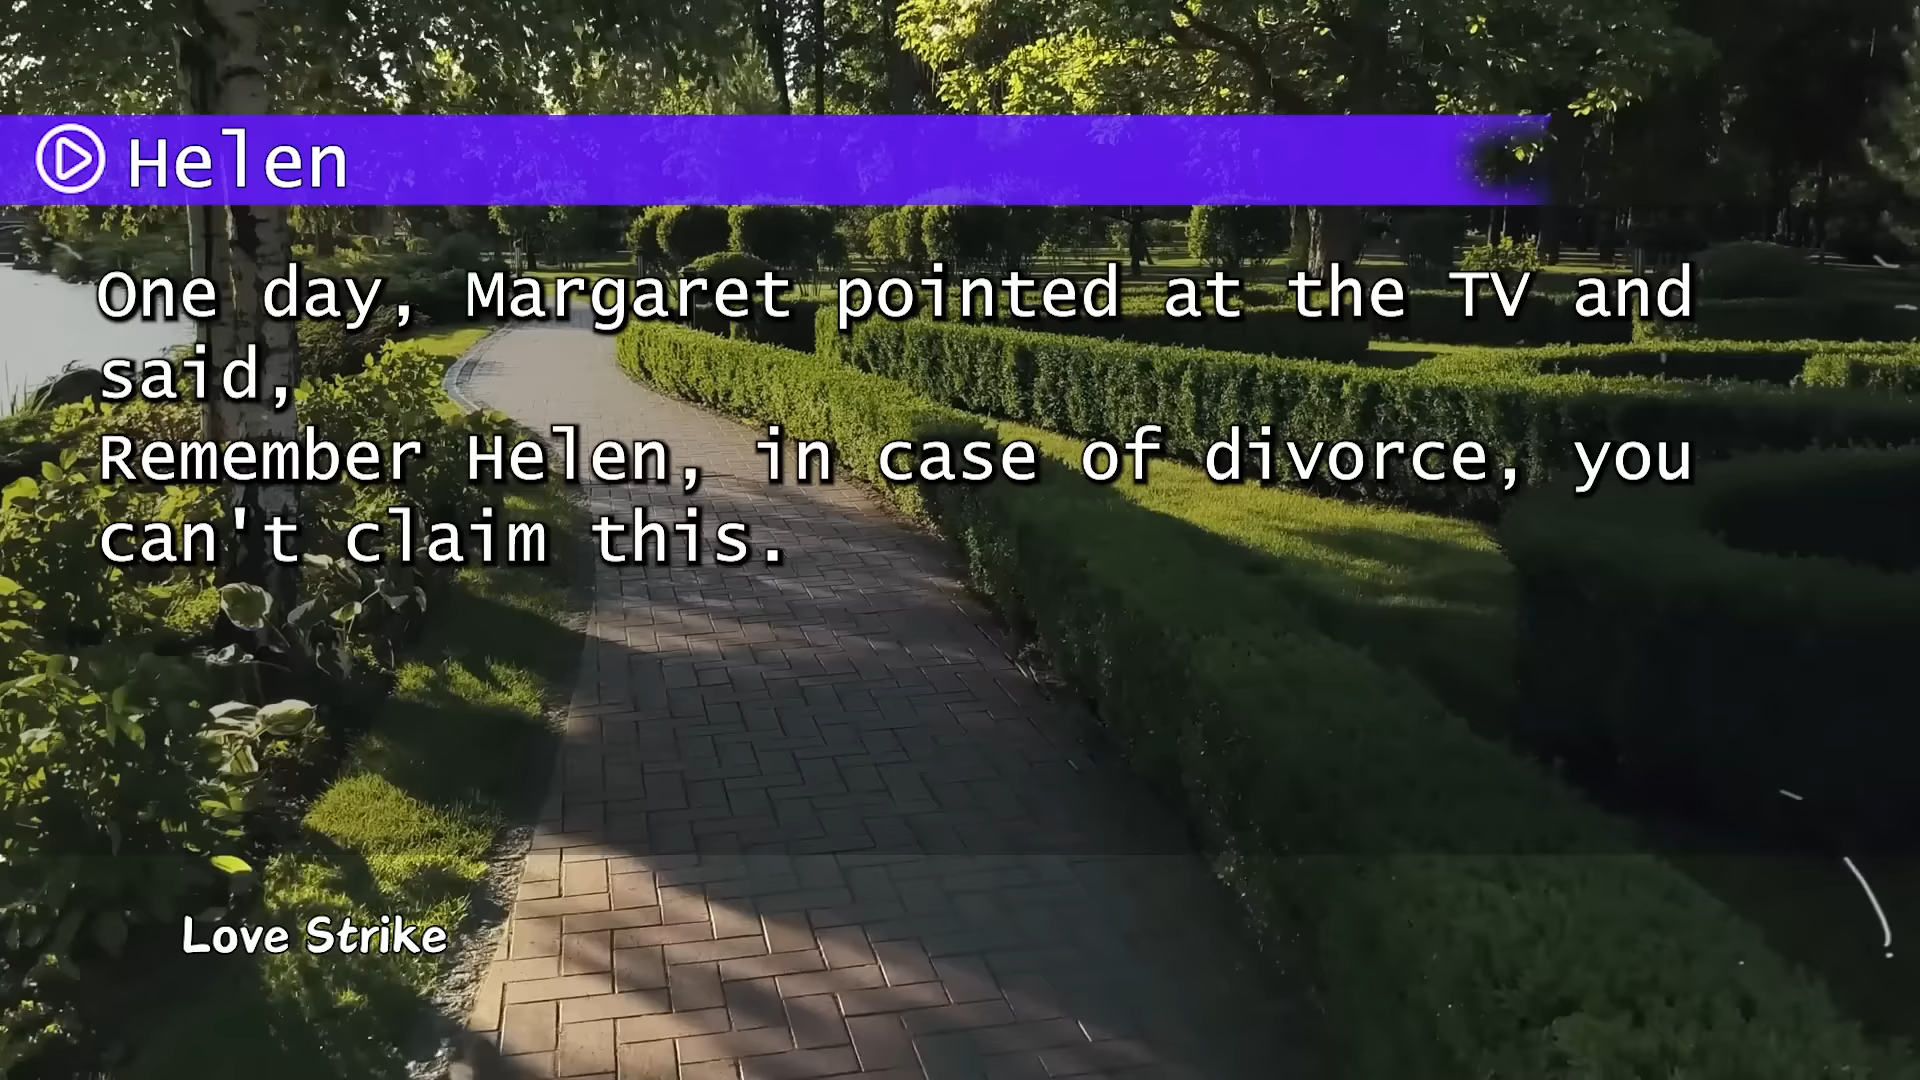 Helen
One day, Margaret pointed at the TV and
said,
Remember Helen, in case of divorce, you
can't claim this.
Love Strike